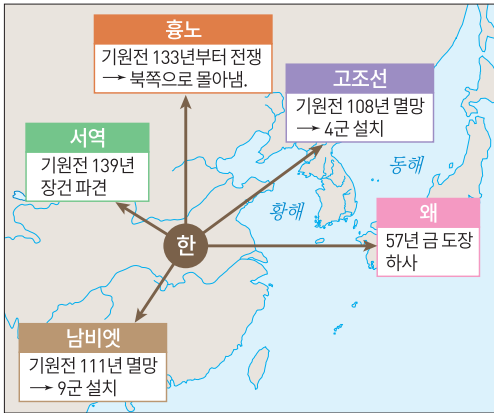 흉노
기원전 133년부터 전쟁
→ 북쪽으로 몰아냄.
고조선
기원전 108년 멸망
→ 4군 설치
서역
기원전 139년
장건 파견
동해
황해
한
왜
57년 금 도장
하사
남비엣
기원전 111년 멸망
→ 9군 설치